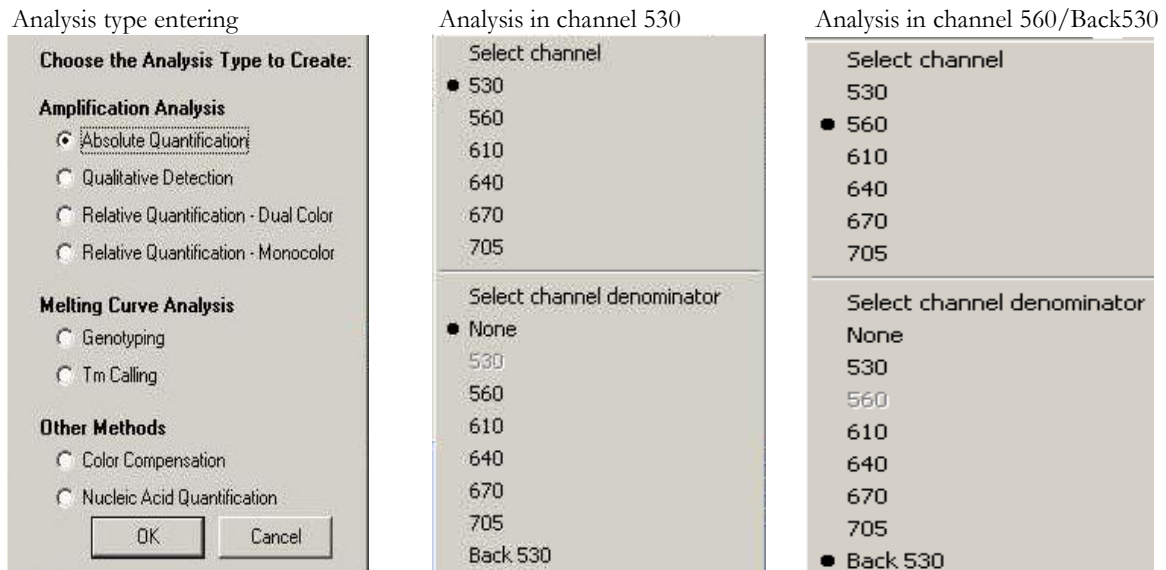 Analysis type entering
Choose the Analysis Type to Create:
Amplification Analysis
Absolute Quantification
Qualitative Detection
Relative Quantification - Dual Color
Relative Quantification - Monocolor
Melting Curve Analysis
Genotyping
Tm Calling
Other Methods
Color Compensation
Nucleic Acid Quantification
OK Cancel
Analysis in channel 530
Select channel
530
560
610
640
670
705
Select channel denominator
None
530
560
610
640
670
705
Back 530
Analysis in channel 560/Back530
Select channel
530
560
610
640
670
705
Select channel denominator
None
530
560
610
640
670
705
Back 530